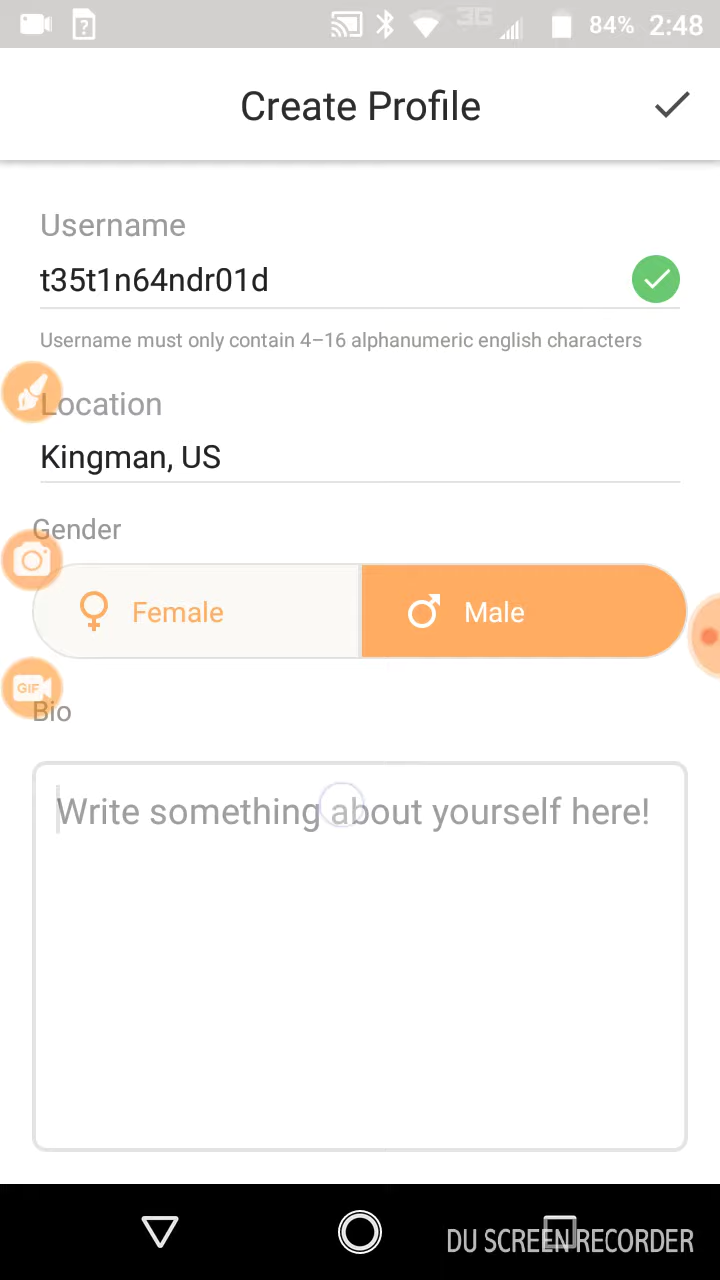 3G 84% 2:48
Create Profile
Username
t35t1n64ndr01d
Username must only contain 4–16 alphanumeric english characters
Location
Kingman, US
Gender
Female Male
GIF
Bio
Write something about yourself here!
DU SCREEN RECORDER